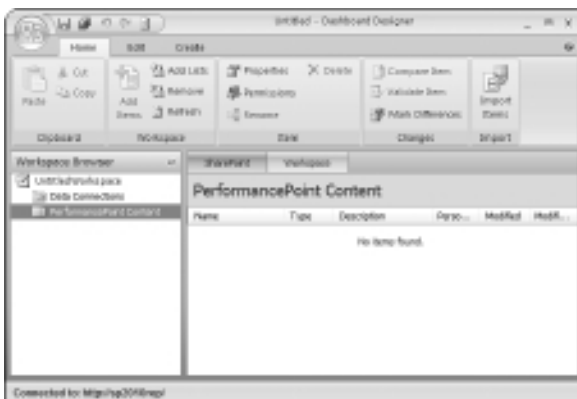 Untitled - Dashboard Designer
Home Edit Create
Paste
Cut
Copy
Clipboard
Add Items
Add Lists
Remove
Refresh
Workspace
Properties
Permissions
Rename
Delete
Item
Compare Item
Validate Item
Mark Differences
Changes
Import Items
Import
Workspace Browser
Untitled Workspace
Data Connections
PerformancePoint Content
SharePoint Workspace
PerformancePoint Content
Name Type Description Perso... Modified Modifi...
No items found.
Connected to: http://sp2010rep/